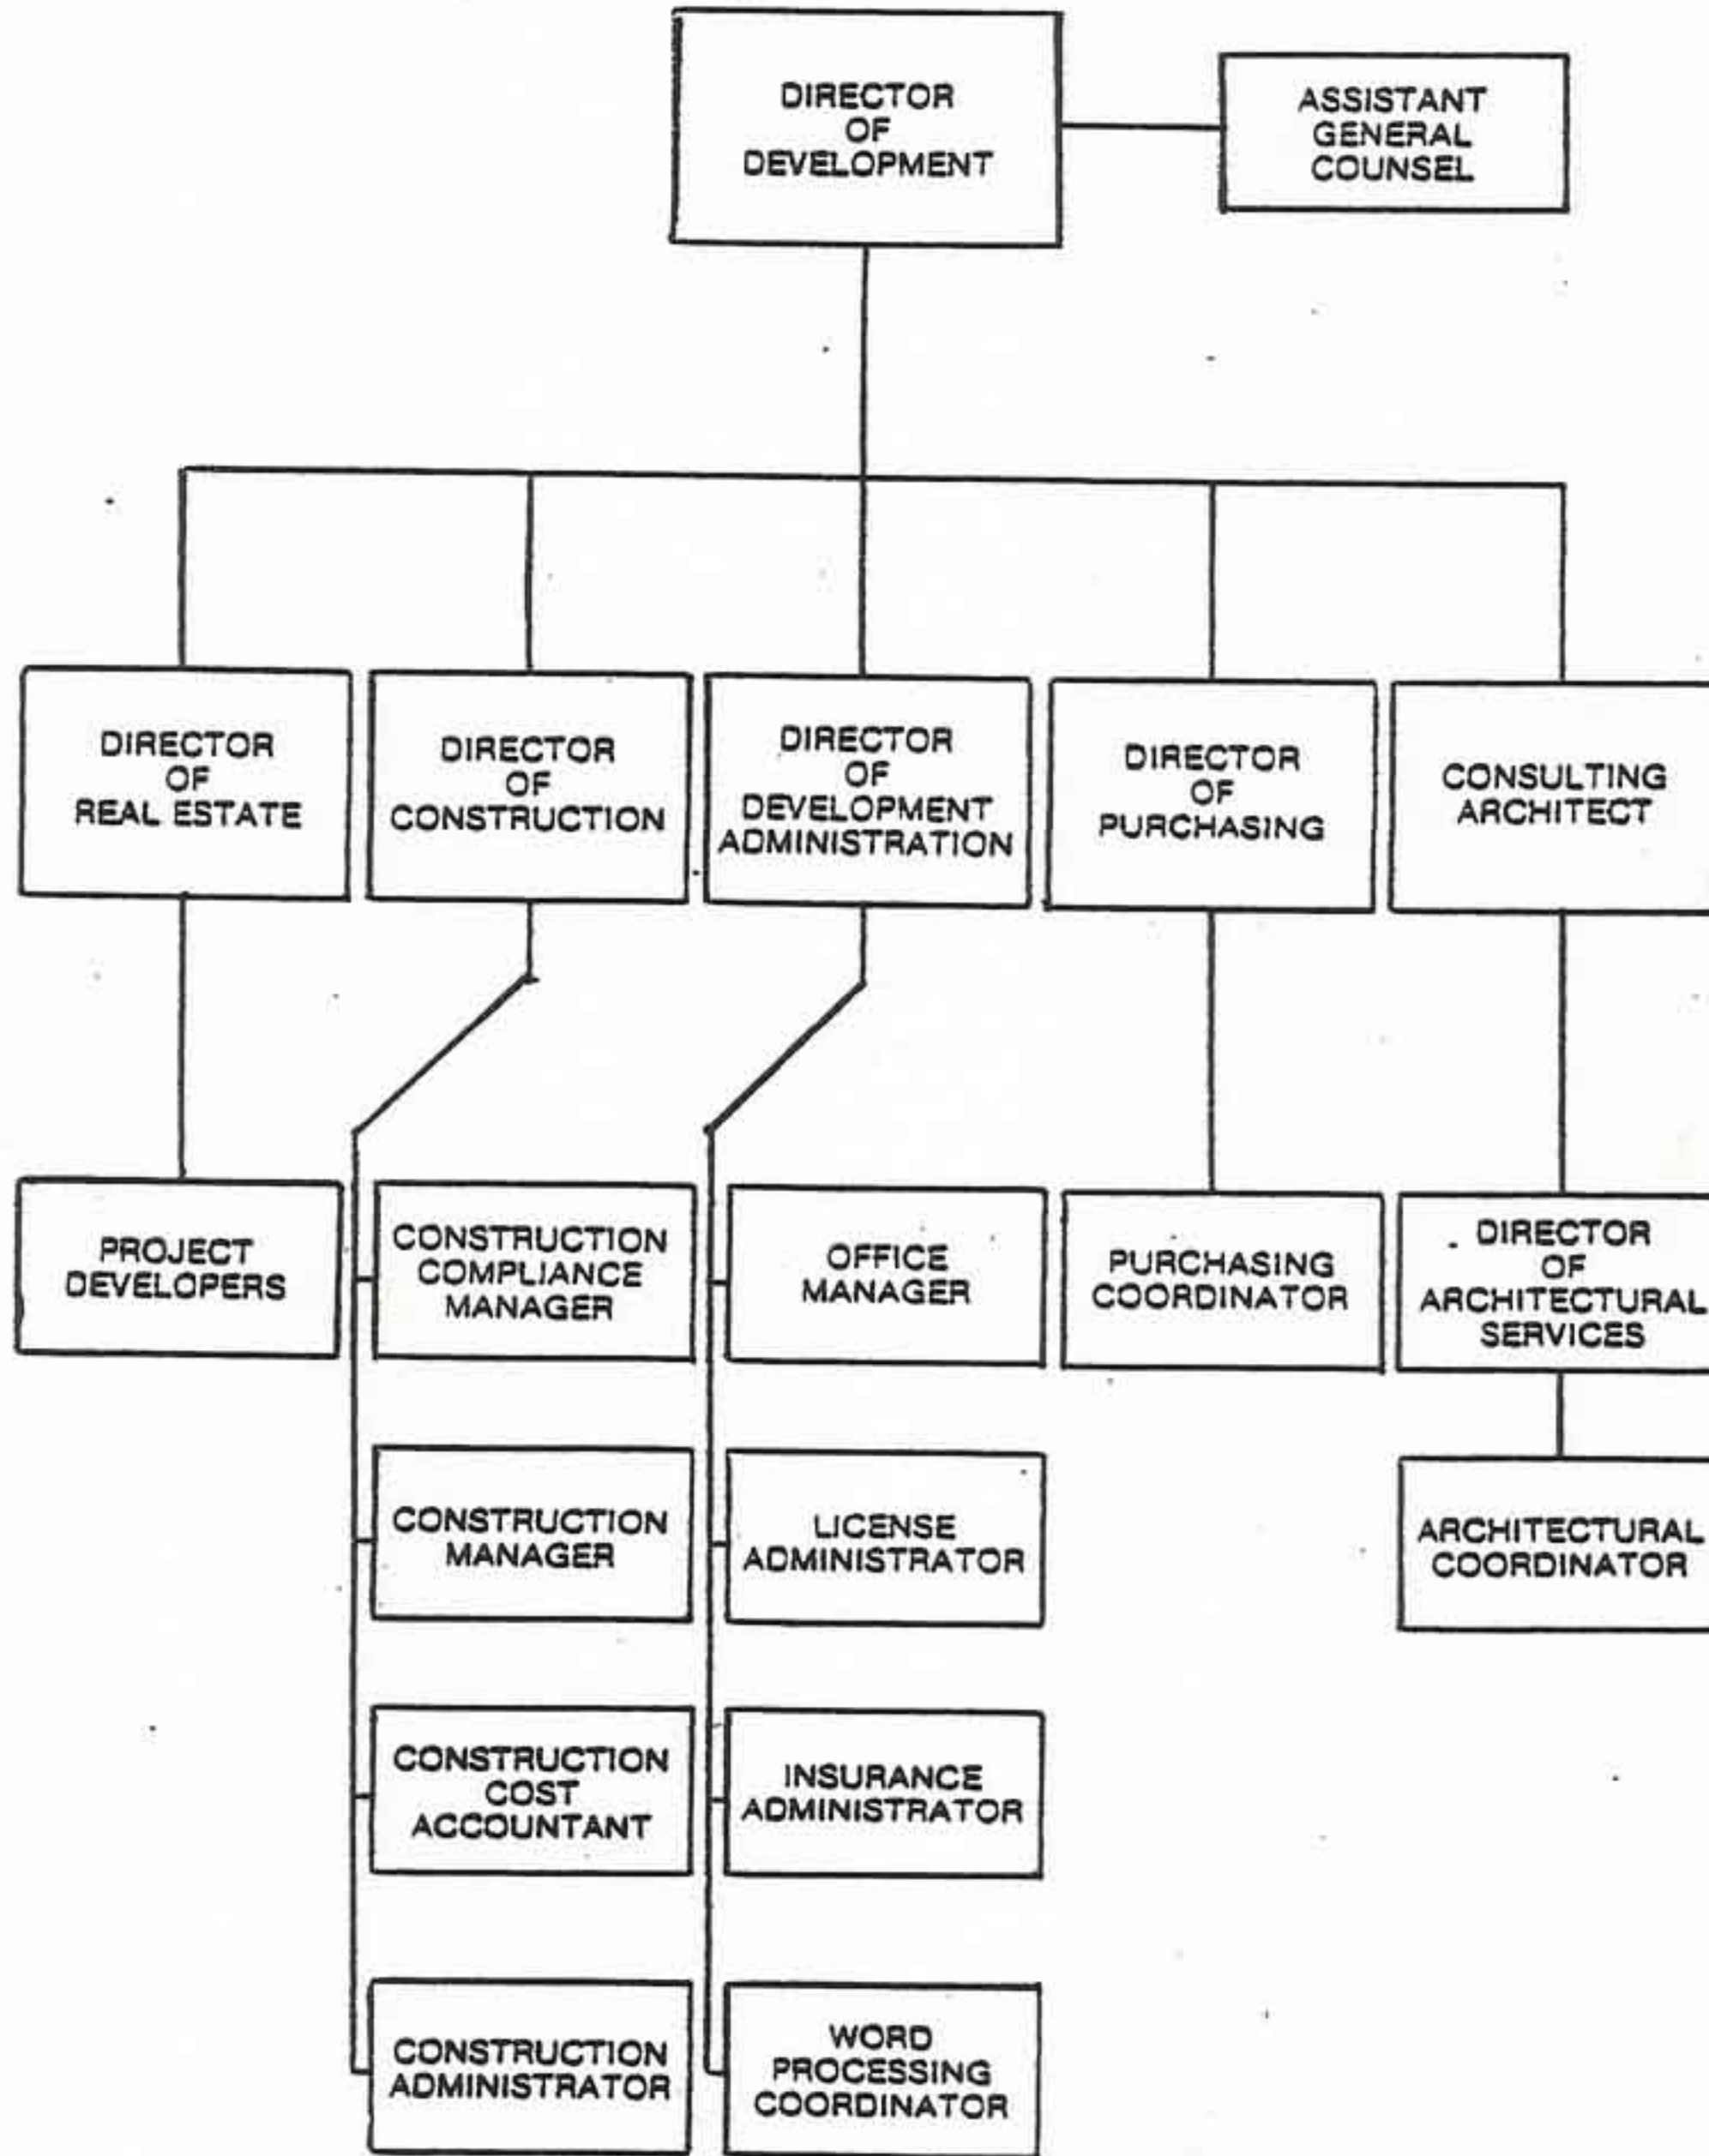 DIRECTOR
OF
DEVELOPMENT
ASSISTANT
GENERAL
COUNSEL
DIRECTOR
OF
REAL ESTATE
DIRECTOR
OF
CONSTRUCTION
DIRECTOR
OF
DEVELOPMENT
ADMINISTRATION
DIRECTOR
OF
PURCHASING
CONSULTING
ARCHITECT
PROJECT
DEVELOPERS
CONSTRUCTION
COMPLIANCE
MANAGER
OFFICE
MANAGER
PURCHASING
COORDINATOR
DIRECTOR
OF
ARCHITECTURAL
SERVICES
CONSTRUCTION
MANAGER
LICENSE
ADMINISTRATOR
ARCHITECTURAL
COORDINATOR
CONSTRUCTION
COST
ACCOUNTANT
INSURANCE
ADMINISTRATOR
CONSTRUCTION
ADMINISTRATOR
WORD
PROCESSING
COORDINATOR